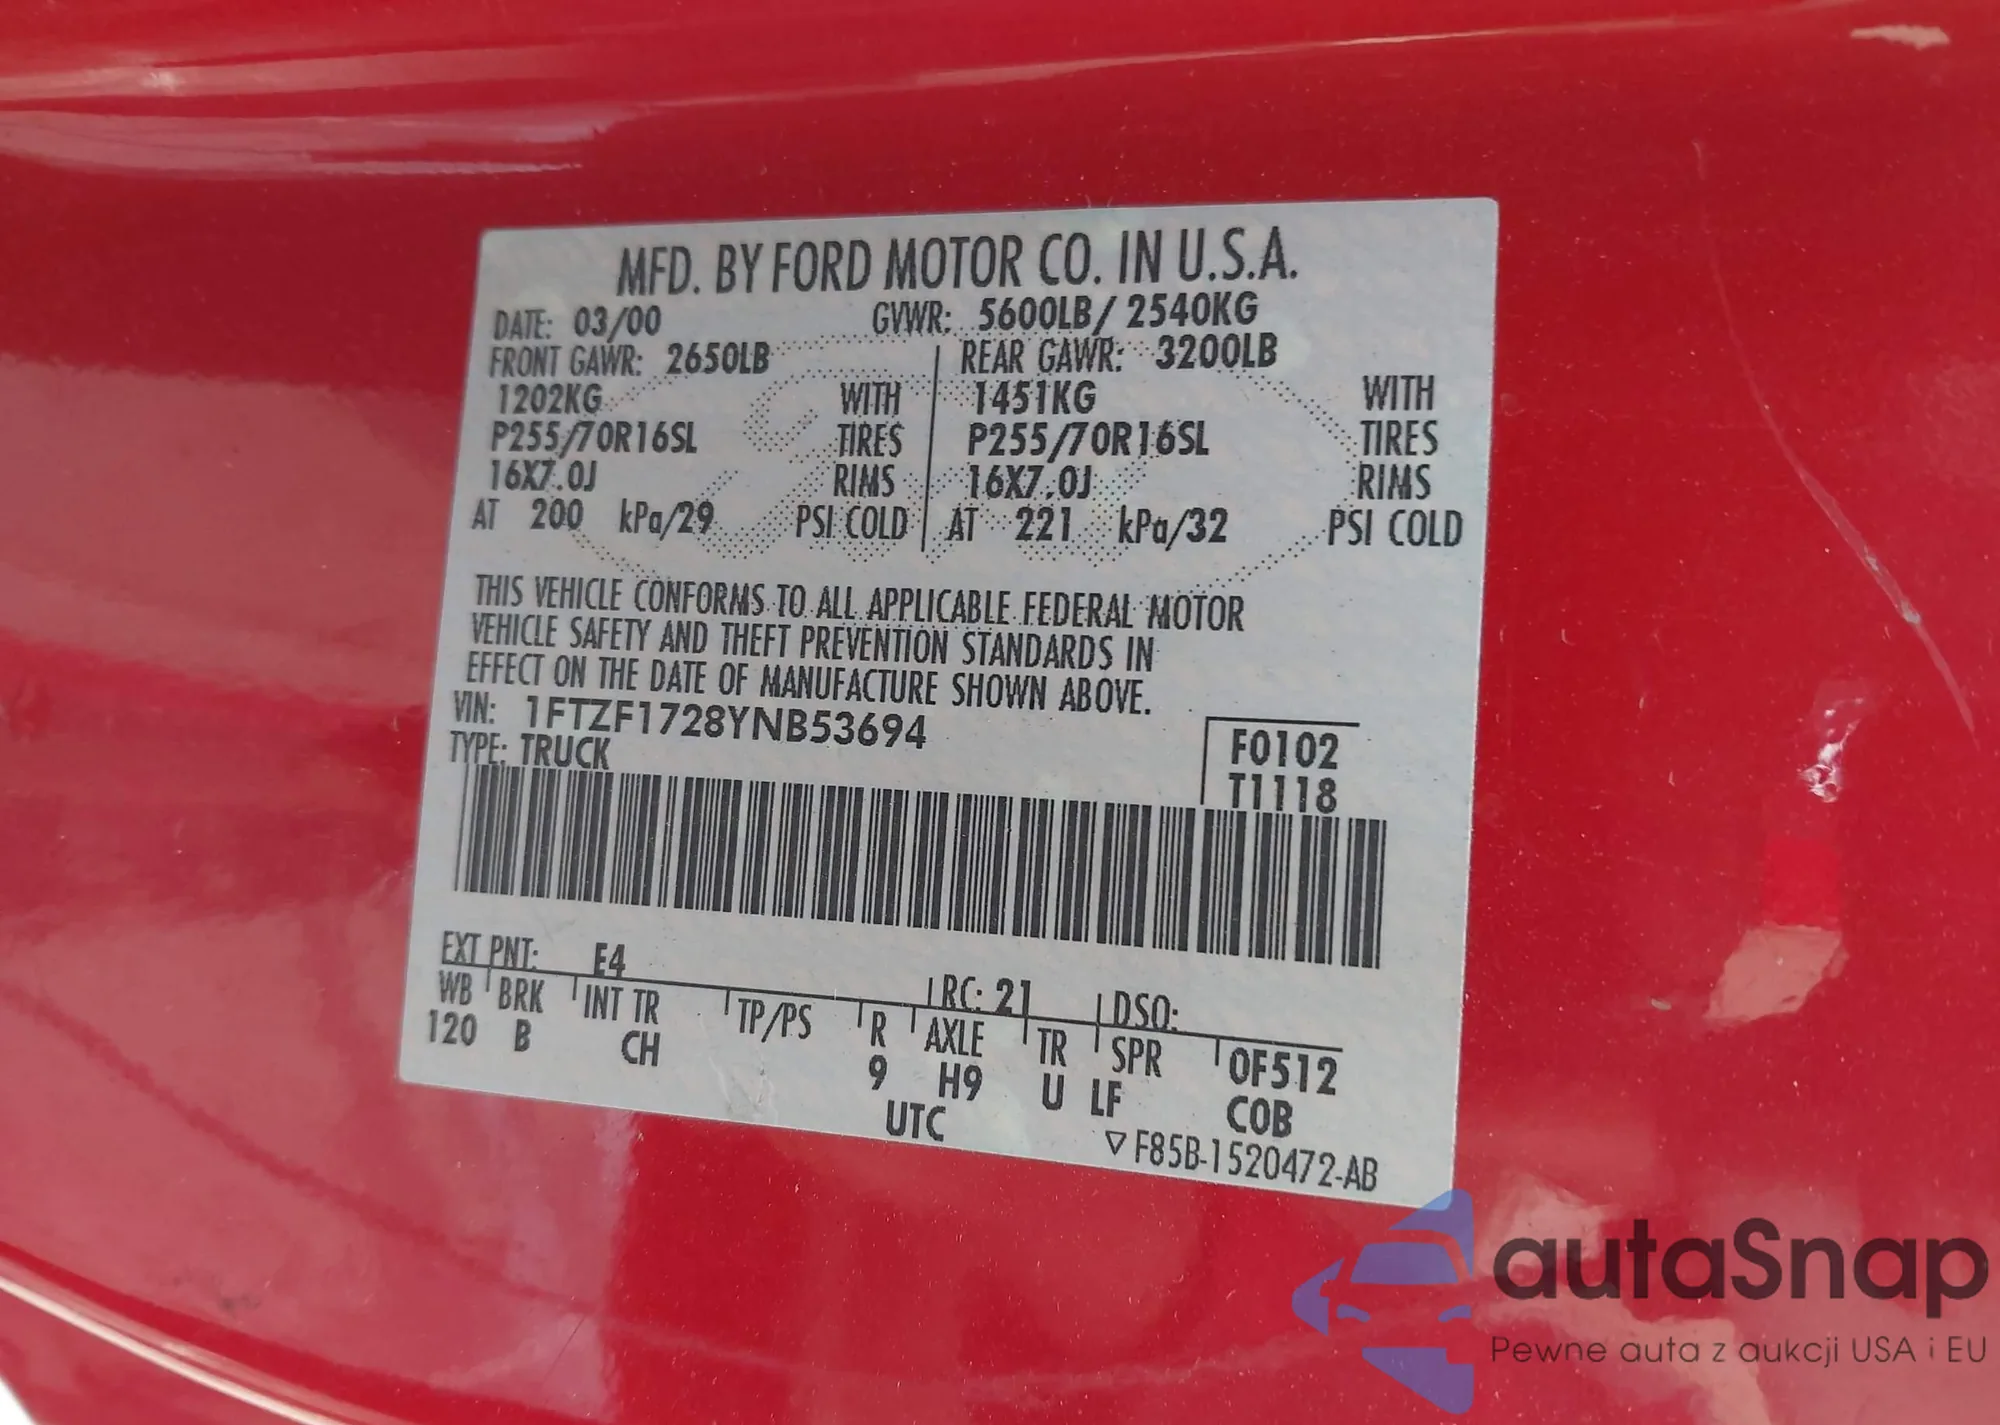 MFD. BY FORD MOTOR CO. IN U.S.A.
DATE: 03/00 GVWR: 5600LB/ 2540KG
FRONT GAWR: 2650LB REAR GAWR: 3200LB
1202KG WITH 1451KG WITH
P255/70R16SL TIRES P255/70R16SL TIRES
16X7.0J RIMS 16X7.0J RIMS
AT 200 kPa/29 PSI COLD AT 221 kPa/32 PSI COLD
THIS VEHICLE CONFORMS TO ALL APPLICABLE FEDERAL MOTOR
VEHICLE SAFETY AND THEFT PREVENTION STANDARDS IN
EFFECT ON THE DATE OF MANUFACTURE SHOWN ABOVE.
VIN: 1FTZF1728YNB53694
TYPE: TRUCK
F0102
T1118
EXT PNT: E4 RC: 21 DSO:
WB BRK INT TR TP/PS R AXLE TR SPR 0F512
120 B CH 9 H9 U LF COB
UTC
▽ F85B-1520472-AB
autaSnap
Pewne auta z aukcji USA i EU